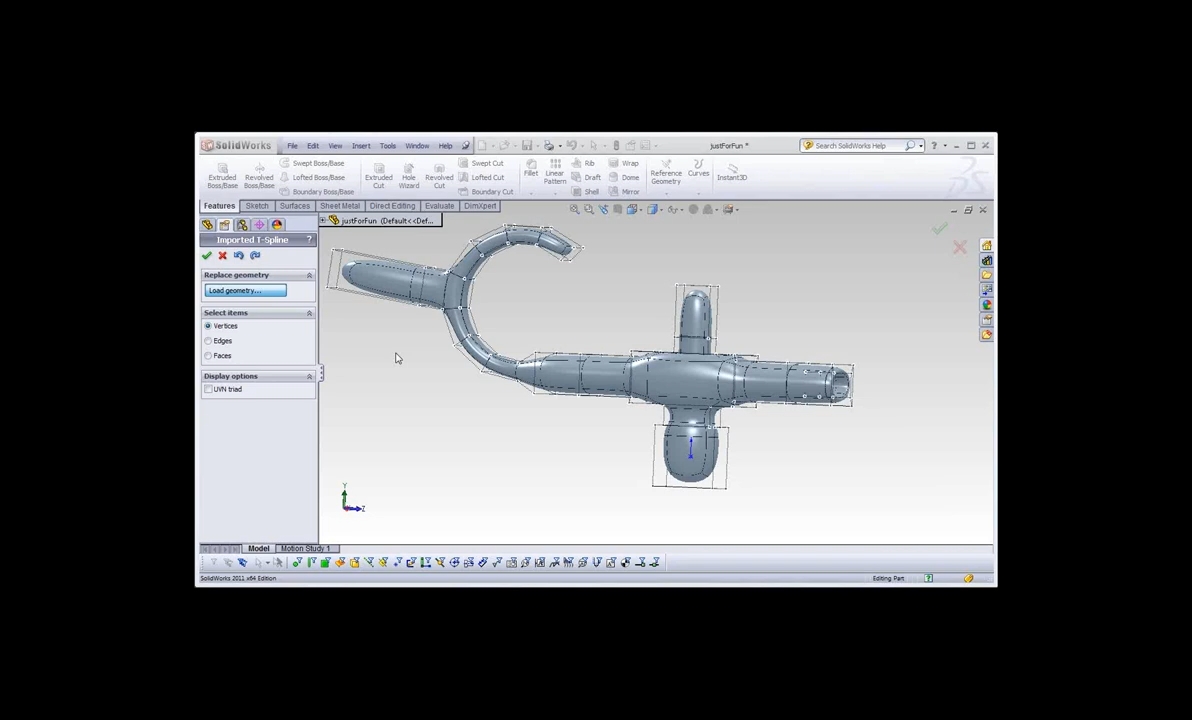 SolidWorks File Edit View Insert Tools Window Help justForFun * Search SolidWorks Help
Extruded Boss/Base Revolved Boss/Base Swept Boss/Base Lofted Boss/Base Boundary Boss/Base Extruded Cut Hole Wizard Revolved Cut Swept Cut Lofted Cut Boundary Cut Fillet Linear Pattern Rib Draft Shell Wrap Dome Mirror Reference Geometry Curves Instant3D
Features Sketch Surfaces Sheet Metal Direct Editing Evaluate DimXpert
justForFun (Default<<Def...
Imported T-Spline ?
Replace geometry
Load geometry...
Select items
Vertices
Edges
Faces
Display options
UVN triad
Y
Z
Model Motion Study 1
SolidWorks 2011 x64 Edition Editing Part